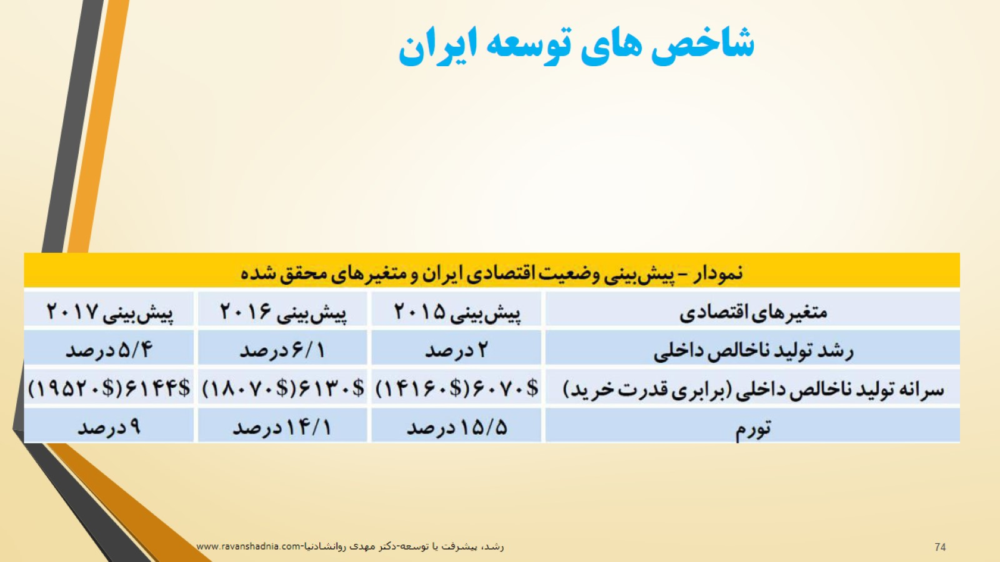 شاخص های توسعه ایران
نمودار – پیش‌بینی وضعیت اقتصادی ایران و متغیرهای محقق شده
متغیرهای اقتصادی پیش‌بینی ۲۰۱۵ پیش‌بینی ۲۰۱۶ پیش‌بینی ۲۰۱۷
رشد تولید ناخالص داخلی ۲ درصد ۶/۱ درصد ۵/۴ درصد
سرانه تولید ناخالص داخلی (برابری قدرت خرید) $۶۰۷۰($۱۴۱۶۰) $۶۱۳۰($۱۸۰۷۰) $۶۱۴۴($۱۹۵۲۰)
تورم ۱۵/۵ درصد ۱۴/۱ درصد ۹ درصد
رشد، پیشرفت یا توسعه-دکتر مهدی روانشادنیا-www.ravanshadnia.com
74